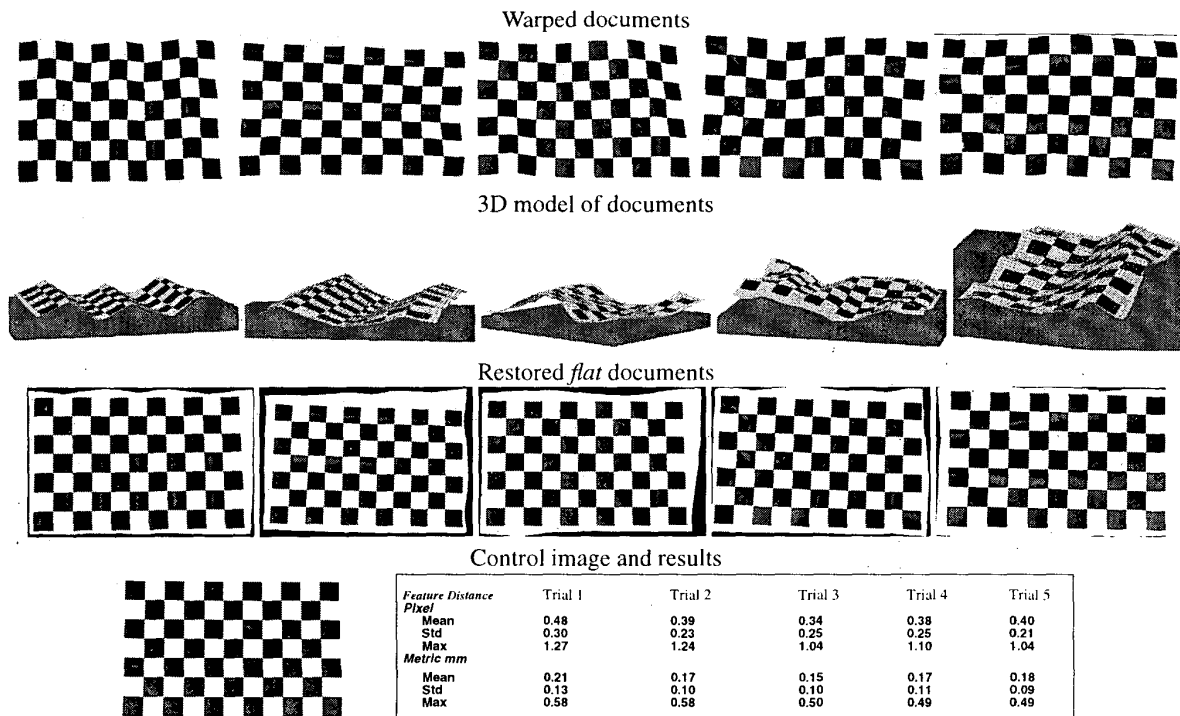 Warped documents
3D model of documents
Restored flat documents
Control image and results
Feature Distance Trial 1 Trial 2 Trial 3 Trial 4 Trial 5
Pixel
Mean 0.48 0.39 0.34 0.38 0.40
Std 0.30 0.23 0.25 0.25 0.21
Max 1.27 1.24 1.04 1.10 1.04
Metric mm
Mean 0.21 0.17 0.15 0.17 0.18
Std 0.13 0.10 0.10 0.11 0.09
Max 0.58 0.58 0.50 0.49 0.49